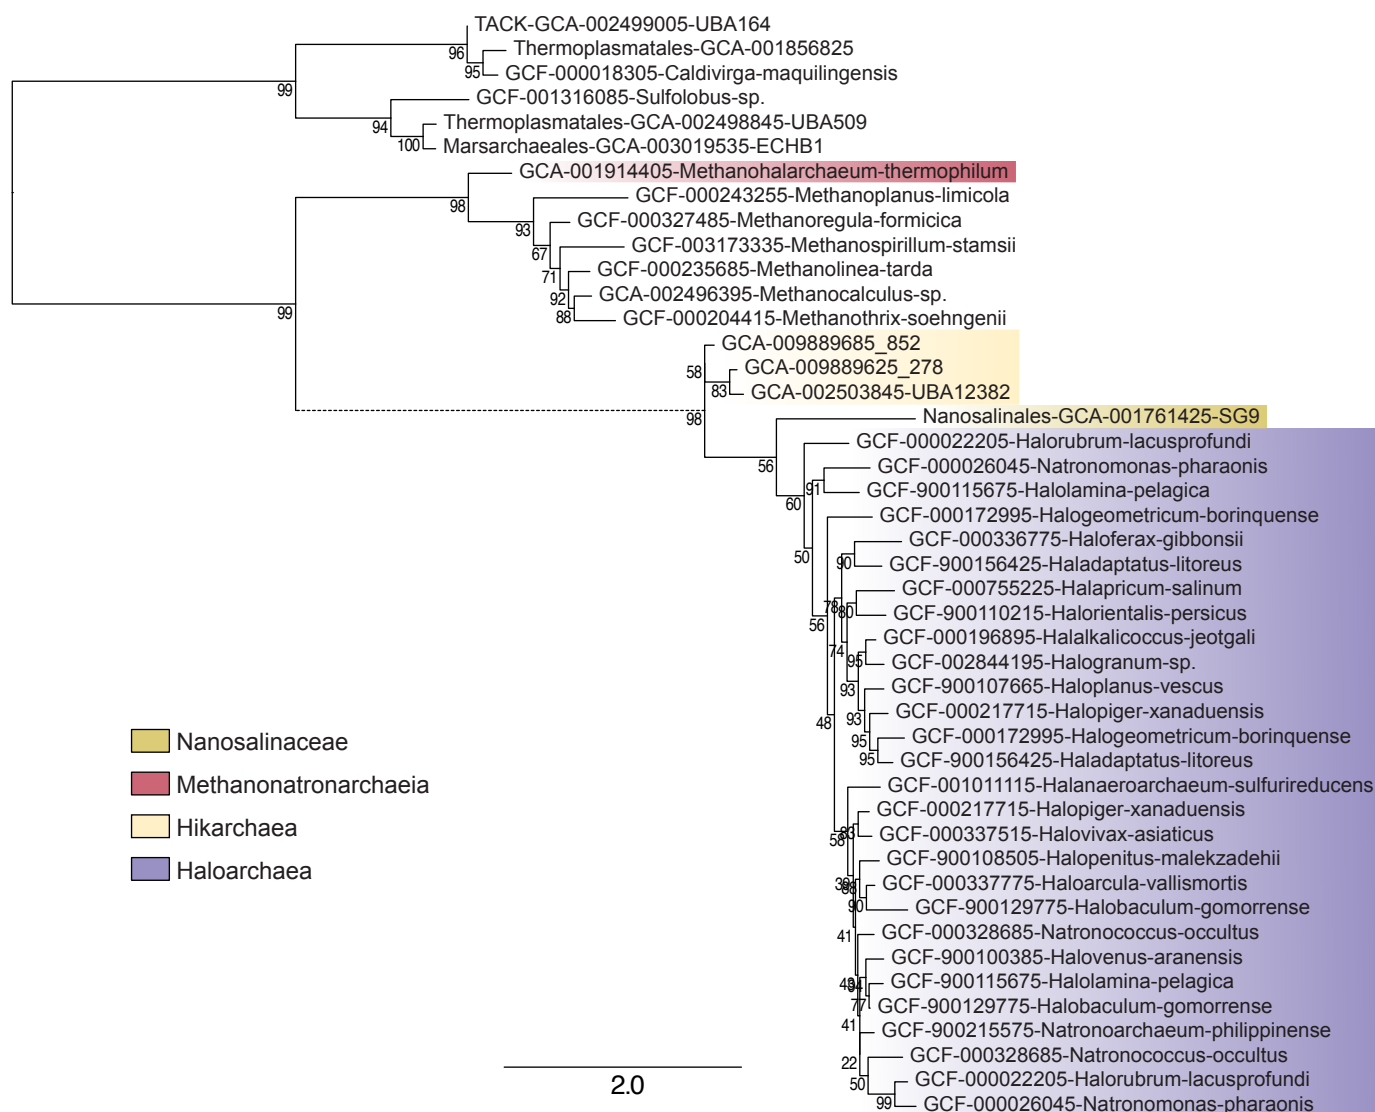 TACK-GCA-002499005-UBA164
96
Thermoplasmatales-GCA-001856825
95
GCF-000018305-Caldivirga-maquilingensis
99
GCF-001316085-Sulfolobus-sp.
94
Thermoplasmatales-GCA-002498845-UBA509
100
Marsarchaeales-GCA-003019535-ECHB1
GCA-001914405-Methanohalarchaeum-thermophilum
98
GCF-000243255-Methanoplanus-limicola
93
GCF-000327485-Methanoregula-formicica
67
GCF-003173335-Methanospirillum-stamsii
71
GCF-000235685-Methanolinea-tarda
92
GCA-002496395-Methanocalculus-sp.
88
GCF-000204415-Methanothrix-soehngenii
99
GCA-009889685_852
58
GCA-009889625_278
83
GCA-002503845-UBA12382
98
Nanosalinales-GCA-001761425-SG9
56
GCF-000022205-Halorubrum-lacusprofundi
60
GCF-000026045-Natronomonas-pharaonis
91
GCF-900115675-Halolamina-pelagica
50
GCF-000172995-Halogeometricum-borinquense
56
GCF-000336775-Haloferax-gibbonsii
90
GCF-900156425-Haladaptatus-litoreus
78
GCF-000755225-Halapricum-salinum
80
GCF-900110215-Halorientalis-persicus
74
GCF-000196895-Halalkalicoccus-jeotgali
95
GCF-002844195-Halogranum-sp.
93
GCF-900107665-Haloplanus-vescus
93
GCF-000217715-Halopiger-xanaduensis
95
GCF-000172995-Halogeometricum-borinquense
95
GCF-900156425-Haladaptatus-litoreus
48
GCF-001011115-Halanaeroarchaeum-sulfurireducens
58
GCF-000217715-Halopiger-xanaduensis
83
GCF-000337515-Halovivax-asiaticus
GCF-900108505-Halopenitus-malekzadehii
GCF-000337775-Haloarcula-vallismortis
90
GCF-900129775-Halobaculum-gomorrense
41
GCF-000328685-Natronococcus-occultus
GCF-900100385-Halovenus-aranensis
GCF-900115675-Halolamina-pelagica
77
GCF-900129775-Halobaculum-gomorrense
41
GCF-900215575-Natronoarchaeum-philippinense
22
GCF-000328685-Natronococcus-occultus
50
GCF-000022205-Halorubrum-lacusprofundi
99
GCF-000026045-Natronomonas-pharaonis
Nanosalinaceae
Methanonatronarchaeia
Hikarchaea
Haloarchaea
2.0